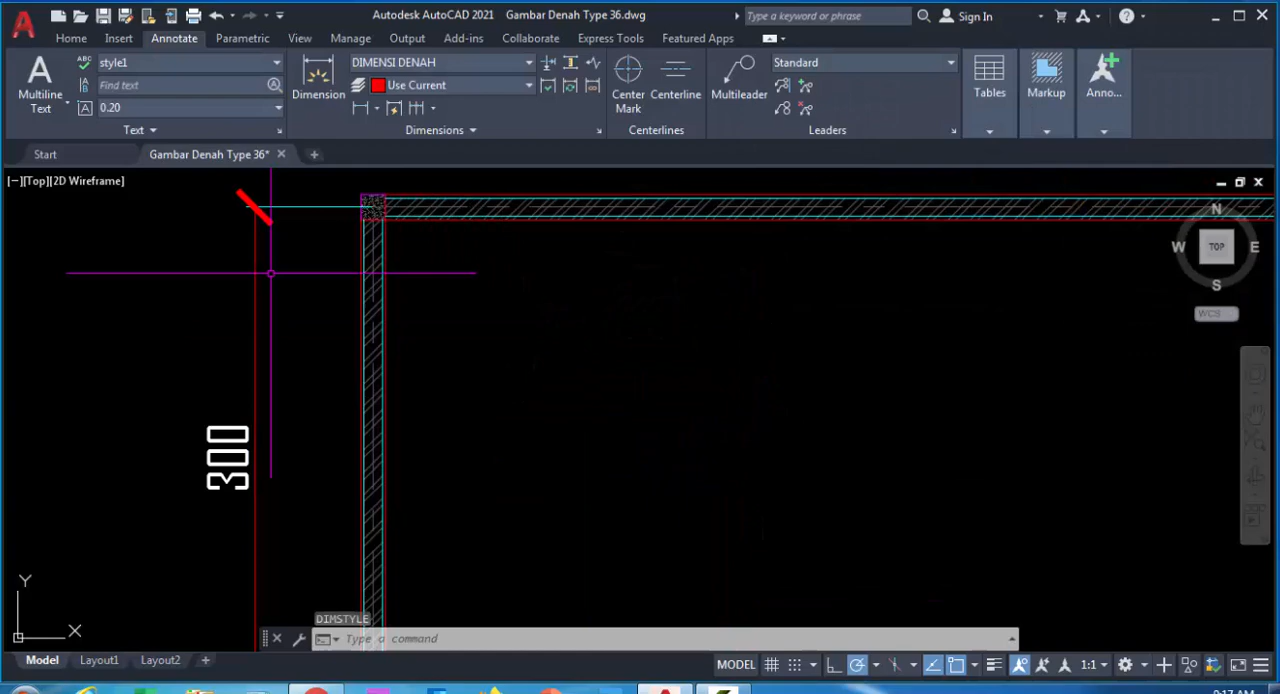 Autodesk AutoCAD 2021 Gambar Denah Type 36.dwg
Type a keyword or phrase
Sign In
Home Insert Annotate Parametric View Manage Output Add-ins Collaborate Express Tools Featured Apps
A
Multiline Text
ABC style1
Find text
A 0.20
Text
Dimension
DIMENSI DENAH
Use Current
Dimensions
Center Mark
Centerline
Centerlines
Multileader
Standard
Leaders
Tables
Markup
Anno...
Start
Gambar Denah Type 36*
[−][Top][2D Wireframe]
N
W TOP E
S
WCS
300
Y
X
DIMSTYLE
Type a command
Model Layout1 Layout2
MODEL
1:1